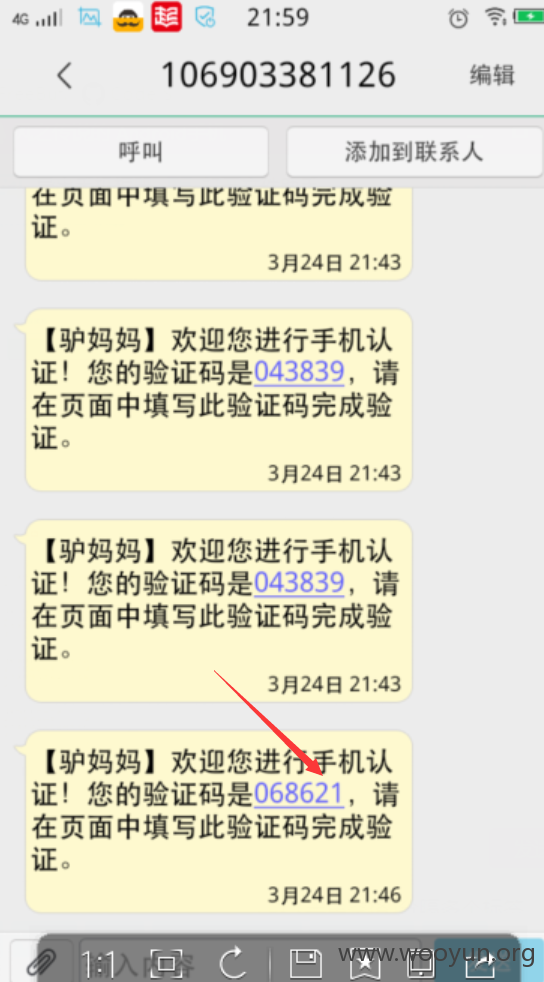 4G 21:59
106903381126 编辑
呼叫 添加到联系人
在页面中填写此验证码完成验
证。
3月24日 21:43
【驴妈妈】欢迎您进行手机认
证！您的验证码是043839，请
在页面中填写此验证码完成验
证。
3月24日 21:43
【驴妈妈】欢迎您进行手机认
证！您的验证码是043839，请
在页面中填写此验证码完成验
证。
3月24日 21:43
【驴妈妈】欢迎您进行手机认
证！您的验证码是068621，请
在页面中填写此验证码完成验
证。
3月24日 21:46
1:1 输入内容
www.wooyun.org